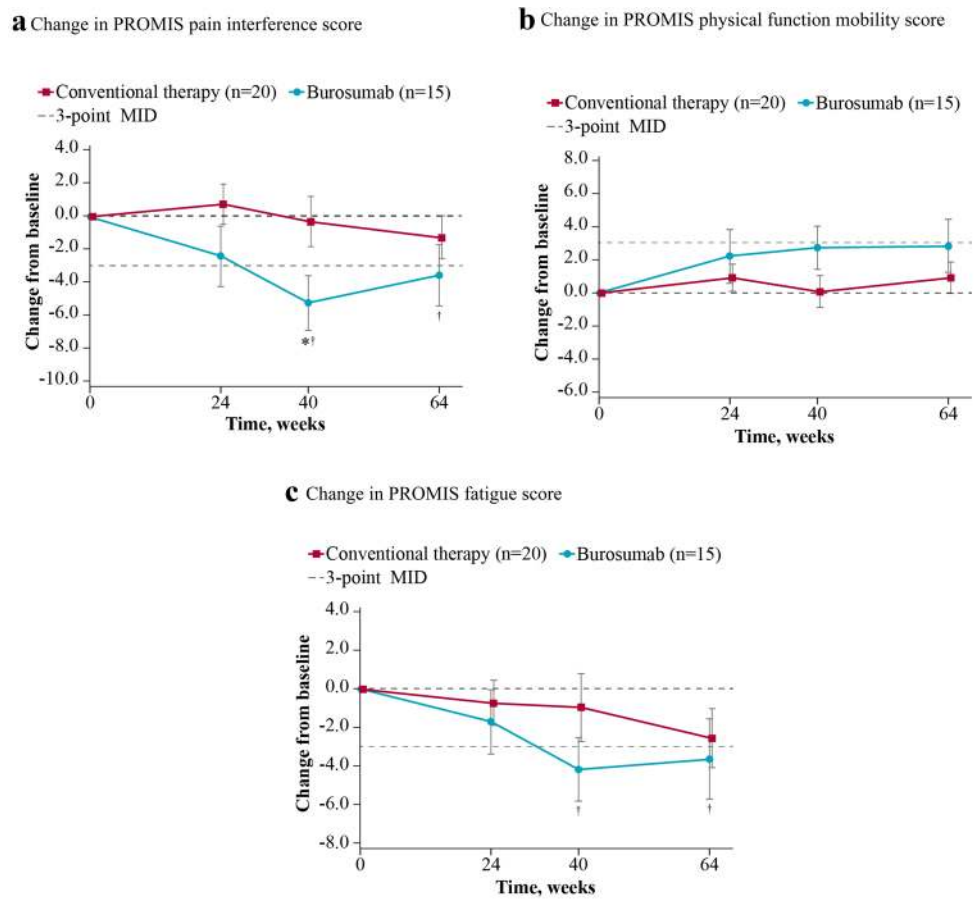 a Change in PROMIS pain interference score
Conventional therapy (n=20) Burosumab (n=15)
3-point MID
Change from baseline
4.0
2.0
0.0
-2.0
-4.0
-6.0
-8.0
-10.0
*†
†
0 24 40 64
Time, weeks
b Change in PROMIS physical function mobility score
Conventional therapy (n=20) Burosumab (n=15)
3-point MID
Change from baseline
8.0
6.0
4.0
2.0
0.0
-2.0
-4.0
-6.0
0 24 40 64
Time, weeks
c Change in PROMIS fatigue score
Conventional therapy (n=20) Burosumab (n=15)
3-point MID
Change from baseline
4.0
2.0
0.0
-2.0
-4.0
-6.0
-8.0
† †
0 24 40 64
Time, weeks